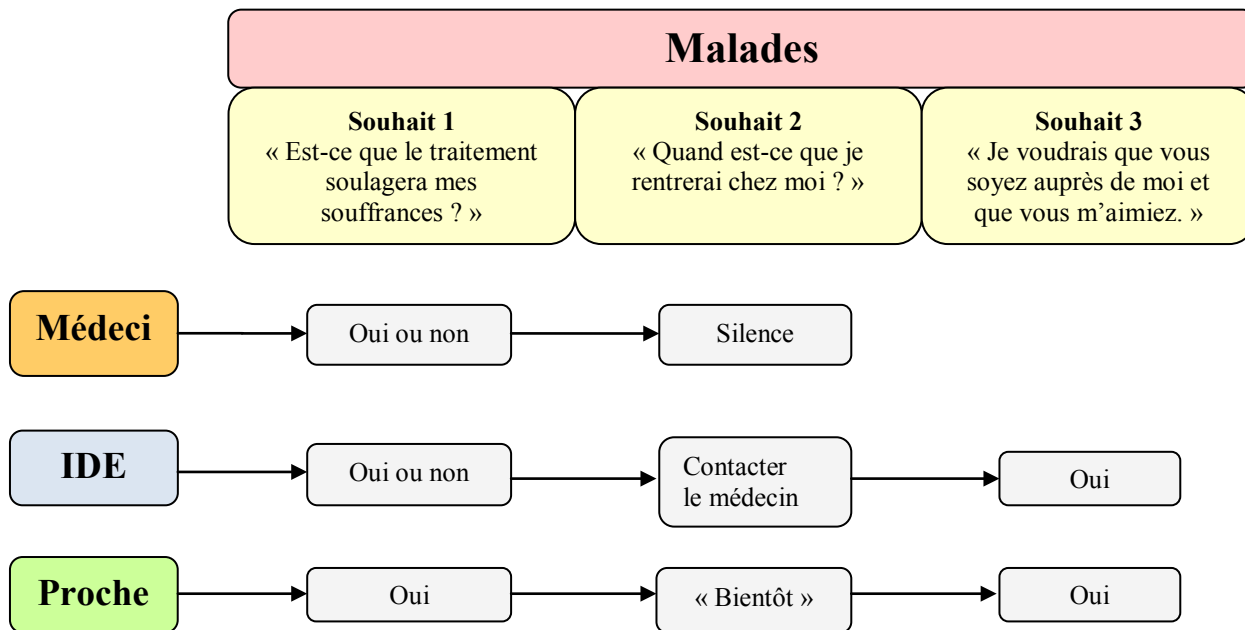 Malades
Souhait 1
« Est-ce que le traitement
soulagera mes
souffrances ? »
Souhait 2
« Quand est-ce que je
rentrerai chez moi ? »
Souhait 3
« Je voudrais que vous
soyez auprès de moi et
que vous m’aimiez. »
Médeci
Oui ou non
Silence
IDE
Oui ou non
Contacter
le médecin
Oui
Proche
Oui
« Bientôt »
Oui